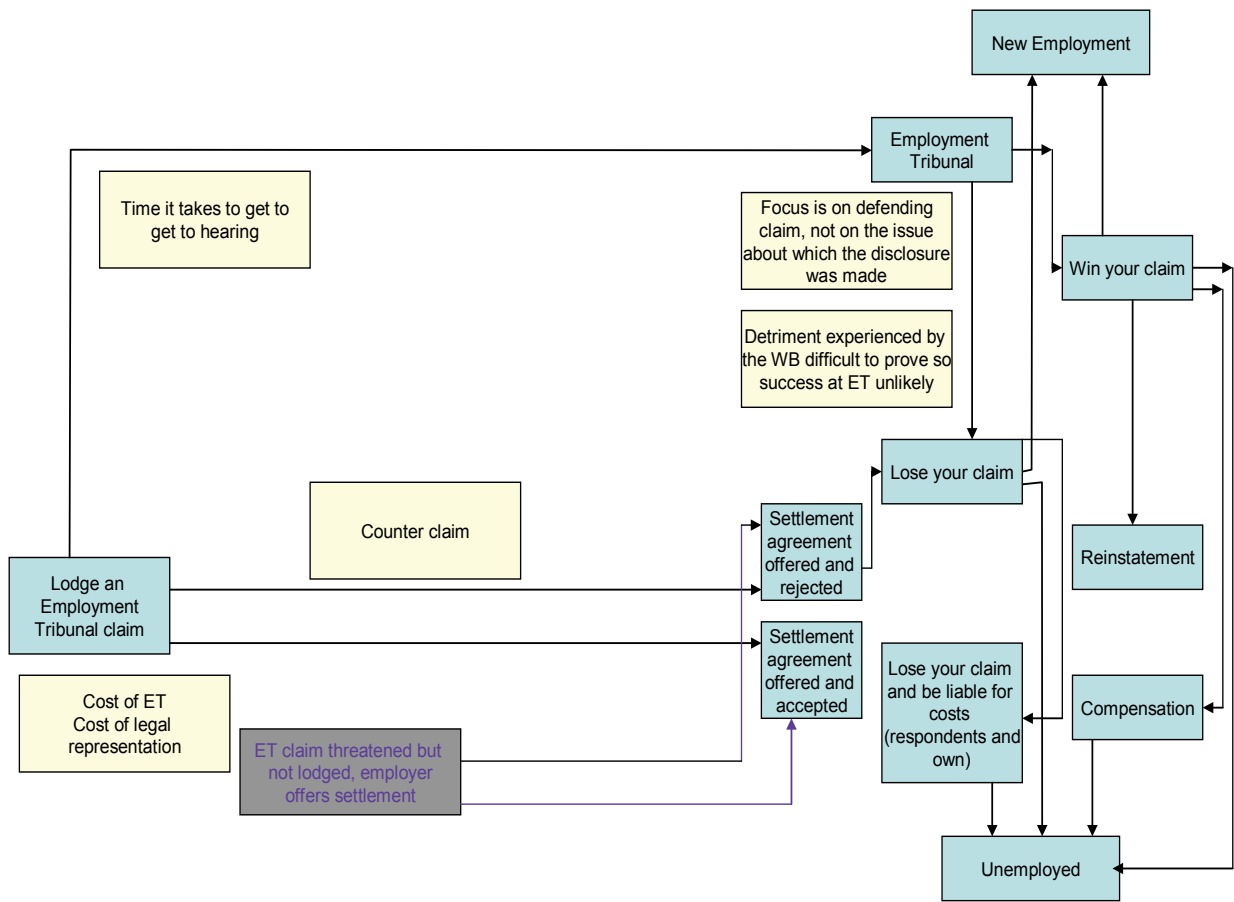 New Employment
Employment
Tribunal
Time it takes to get to
get to hearing
Focus is on defending
claim, not on the issue
about which the disclosure
was made
Win your claim
Detriment experienced by
the WB difficult to prove so
success at ET unlikely
Lose your claim
Counter claim
Settlement
agreement
offered and
rejected
Reinstatement
Lodge an
Employment
Tribunal claim
Settlement
agreement
offered and
accepted
Lose your claim
and be liable for
costs
(respondents and
own)
Compensation
Cost of ET
Cost of legal
representation
ET claim threatened but
not lodged, employer
offers settlement
Unemployed